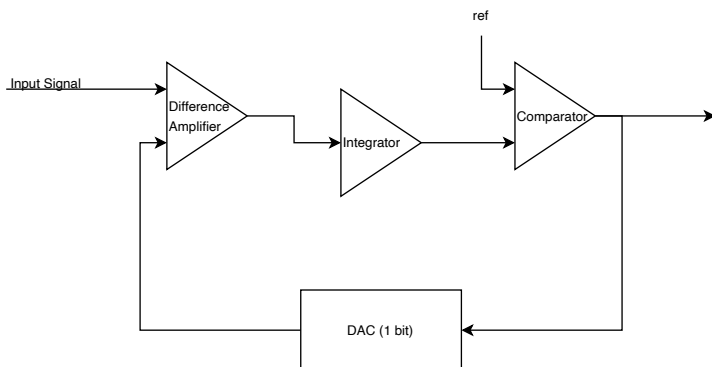 ref
Input Signal
Difference
Amplifier
Integrator
Comparator
DAC (1 bit)